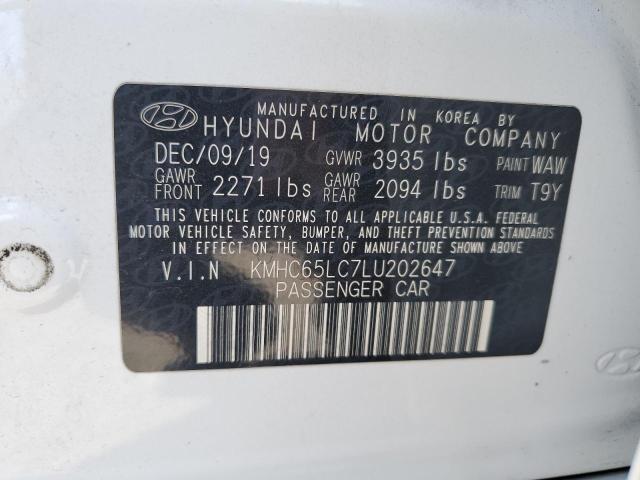 MANUFACTURED IN KOREA BY
HYUNDAI MOTOR COMPANY
DEC/09/19 GVWR 3935 lbs PAINT WAW
GAWR FRONT 2271 lbs GAWR REAR 2094 lbs TRIM T9Y
THIS VEHICLE CONFORMS TO ALL APPLICABLE U.S.A. FEDERAL
MOTOR VEHICLE SAFETY, BUMPER, AND THEFT PREVENTION
STANDARDS IN EFFECT ON THE DATE OF MANUFACTURE SHOWN ABOVE
V.I.N KMHC65LC7LU202647
PASSENGER CAR